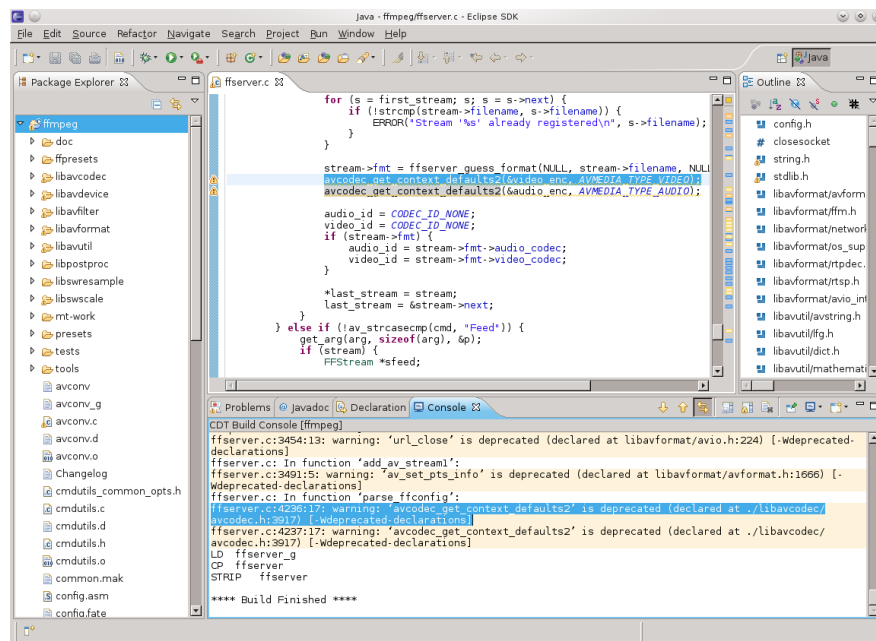 Java - ffmpeg/ffserver.c - Eclipse SDK
File Edit Source Refactor Navigate Search Project Run Window Help
Java
Package Explorer
ffmpeg
doc
ffpresets
libavcodec
libavdevice
libavfilter
libavformat
libavutil
libpostproc
libswresample
libswscale
mt-work
presets
tests
tools
avconv
avconv_g
avconv.c
avconv.d
avconv.o
Changelog
cmdutils_common_opts.h
cmdutils.c
cmdutils.d
cmdutils.h
cmdutils.o
common.mak
config.asm
config.fate
ffserver.c
for (s = first_stream; s; s = s->next) {
if (!strcmp(stream->filename, s->filename)) {
ERROR("Stream '%s' already registered\n", s->filename);
}
}
stream->fmt = ffserver_guess_format(NULL, stream->filename, NULL
avcodec_get_context_defaults2(&video_enc, AVMEDIA_TYPE_VIDEO);
avcodec_get_context_defaults2(&audio_enc, AVMEDIA_TYPE_AUDIO);
audio_id = CODEC_ID_NONE;
video_id = CODEC_ID_NONE;
if (stream->fmt) {
audio_id = stream->fmt->audio_codec;
video_id = stream->fmt->video_codec;
}
*last_stream = stream;
last_stream = &stream->next;
}
} else if (!av_strcasecmp(cmd, "Feed")) {
get_arg(arg, sizeof(arg), &p);
if (stream) {
FFStream *sfeed;
Outline
config.h
closesocket
string.h
stdlib.h
libavformat/avform
libavformat/ffm.h
libavformat/network
libavformat/os_sup
libavformat/rtpdec.
libavformat/rtsp.h
libavformat/avio_int
libavutil/avstring.h
libavutil/lfg.h
libavutil/dict.h
libavutil/mathemati
Problems Javadoc Declaration Console
CDT Build Console [ffmpeg]
ffserver.c:3454:13: warning: ‘url_close’ is deprecated (declared at libavformat/avio.h:224) [-Wdeprecated-
declarations]
ffserver.c: In function ‘add_av_stream1’:
ffserver.c:3491:5: warning: ‘av_set_pts_info’ is deprecated (declared at libavformat/avformat.h:1666) [-
Wdeprecated-declarations]
ffserver.c: In function ‘parse_ffconfig’:
ffserver.c:4236:17: warning: ‘avcodec_get_context_defaults2’ is deprecated (declared at ./libavcodec/
avcodec.h:3917) [-Wdeprecated-declarations]
ffserver.c:4237:17: warning: ‘avcodec_get_context_defaults2’ is deprecated (declared at ./libavcodec/
avcodec.h:3917) [-Wdeprecated-declarations]
LD ffserver_g
CP ffserver
STRIP ffserver
**** Build Finished ****